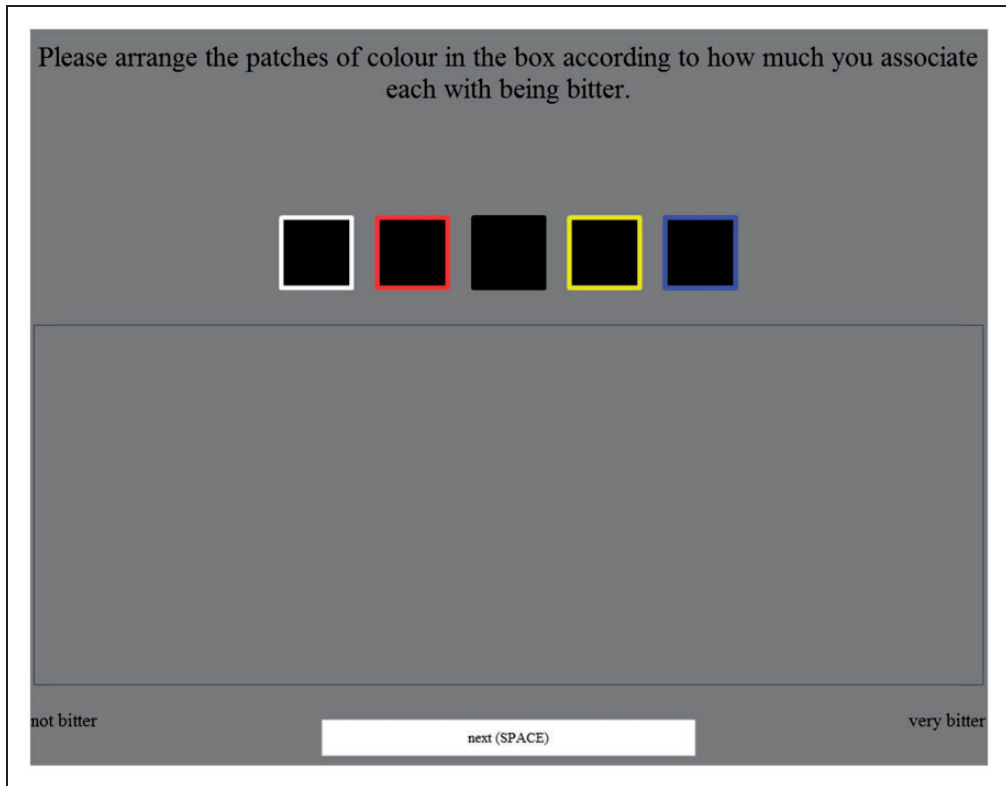 Please arrange the patches of colour in the box according to how much you associate
each with being bitter.
not bitter
very bitter
next (SPACE)